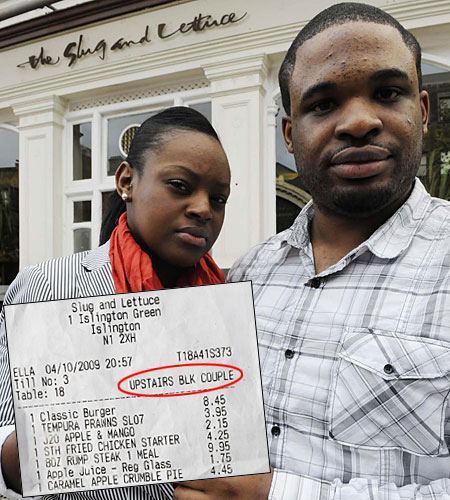 the Slug and Lettuce
Slug and Lettuce
1 Islington Green
Islington
N1 2XH
ELLA 04/10/2009 20:57 T18A41S373
Till No: 3
Table: 18 UPSTAIRS BLK COUPLE
1 Classic Burger 8.45
1 TEMPURA PRAWNS SLO7 3.95
1 J20 APPLE & MANGO 2.15
1 STH FRIED CHICKEN STARTER 4.25
1 8OZ RUMP STEAK 1 MEAL 9.95
1 Apple Juice - Reg Glass 1.75
1 CARAMEL APPLE CRUMBLE PIE 4.45